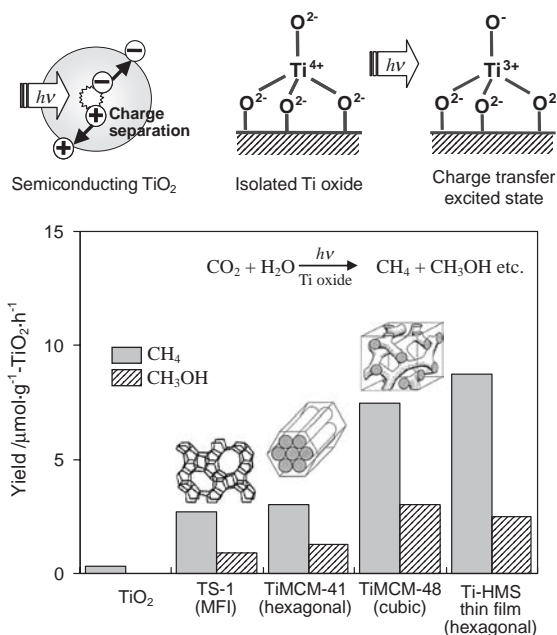 hν
−
−
+
+
Charge
separation
Semiconducting TiO₂
O²⁻
Ti⁴⁺
O²⁻
O²⁻
O²⁻
Isolated Ti oxide
hν
O⁻
Ti³⁺
O²⁻
O²⁻
O²
Charge transfer
excited state
Yield /μmol·g⁻¹-TiO₂·h⁻¹
15
10
5
0
CO₂ + H₂O hν Ti oxide CH₄ + CH₃OH etc.
CH₄
CH₃OH
TiO₂
TS-1
(MFI)
TiMCM-41
(hexagonal)
TiMCM-48
(cubic)
Ti-HMS
thin film
(hexagonal)